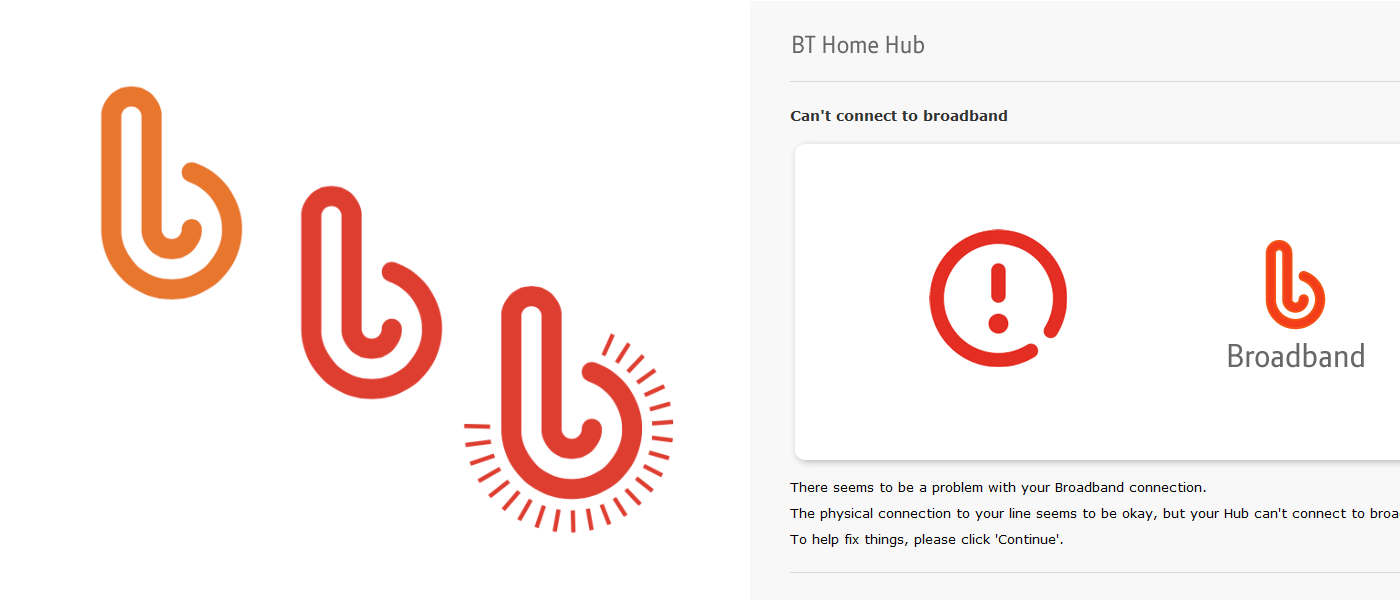 BT Home Hub
Can't connect to broadband
Broadband
There seems to be a problem with your Broadband connection.
The physical connection to your line seems to be okay, but your Hub can't connect to broa
To help fix things, please click 'Continue'.